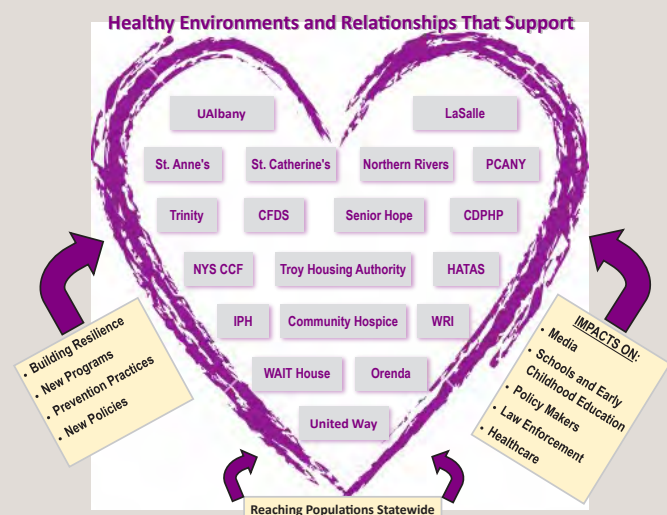 Healthy Environments and Relationships That Support
UAlbany
LaSalle
St. Anne's
St. Catherine's
Northern Rivers
PCANY
Trinity
CFDS
Senior Hope
CDPHP
NYS CCF
Troy Housing Authority
HATAS
IPH
Community Hospice
WRI
WAIT House
Orenda
United Way
• Building Resilience
• New Programs
• Prevention Practices
• New Policies
IMPACTS ON:
• Media
• Schools and Early
Childhood Education
• Policy Makers
• Law Enforcement
• Healthcare
Reaching Populations Statewide